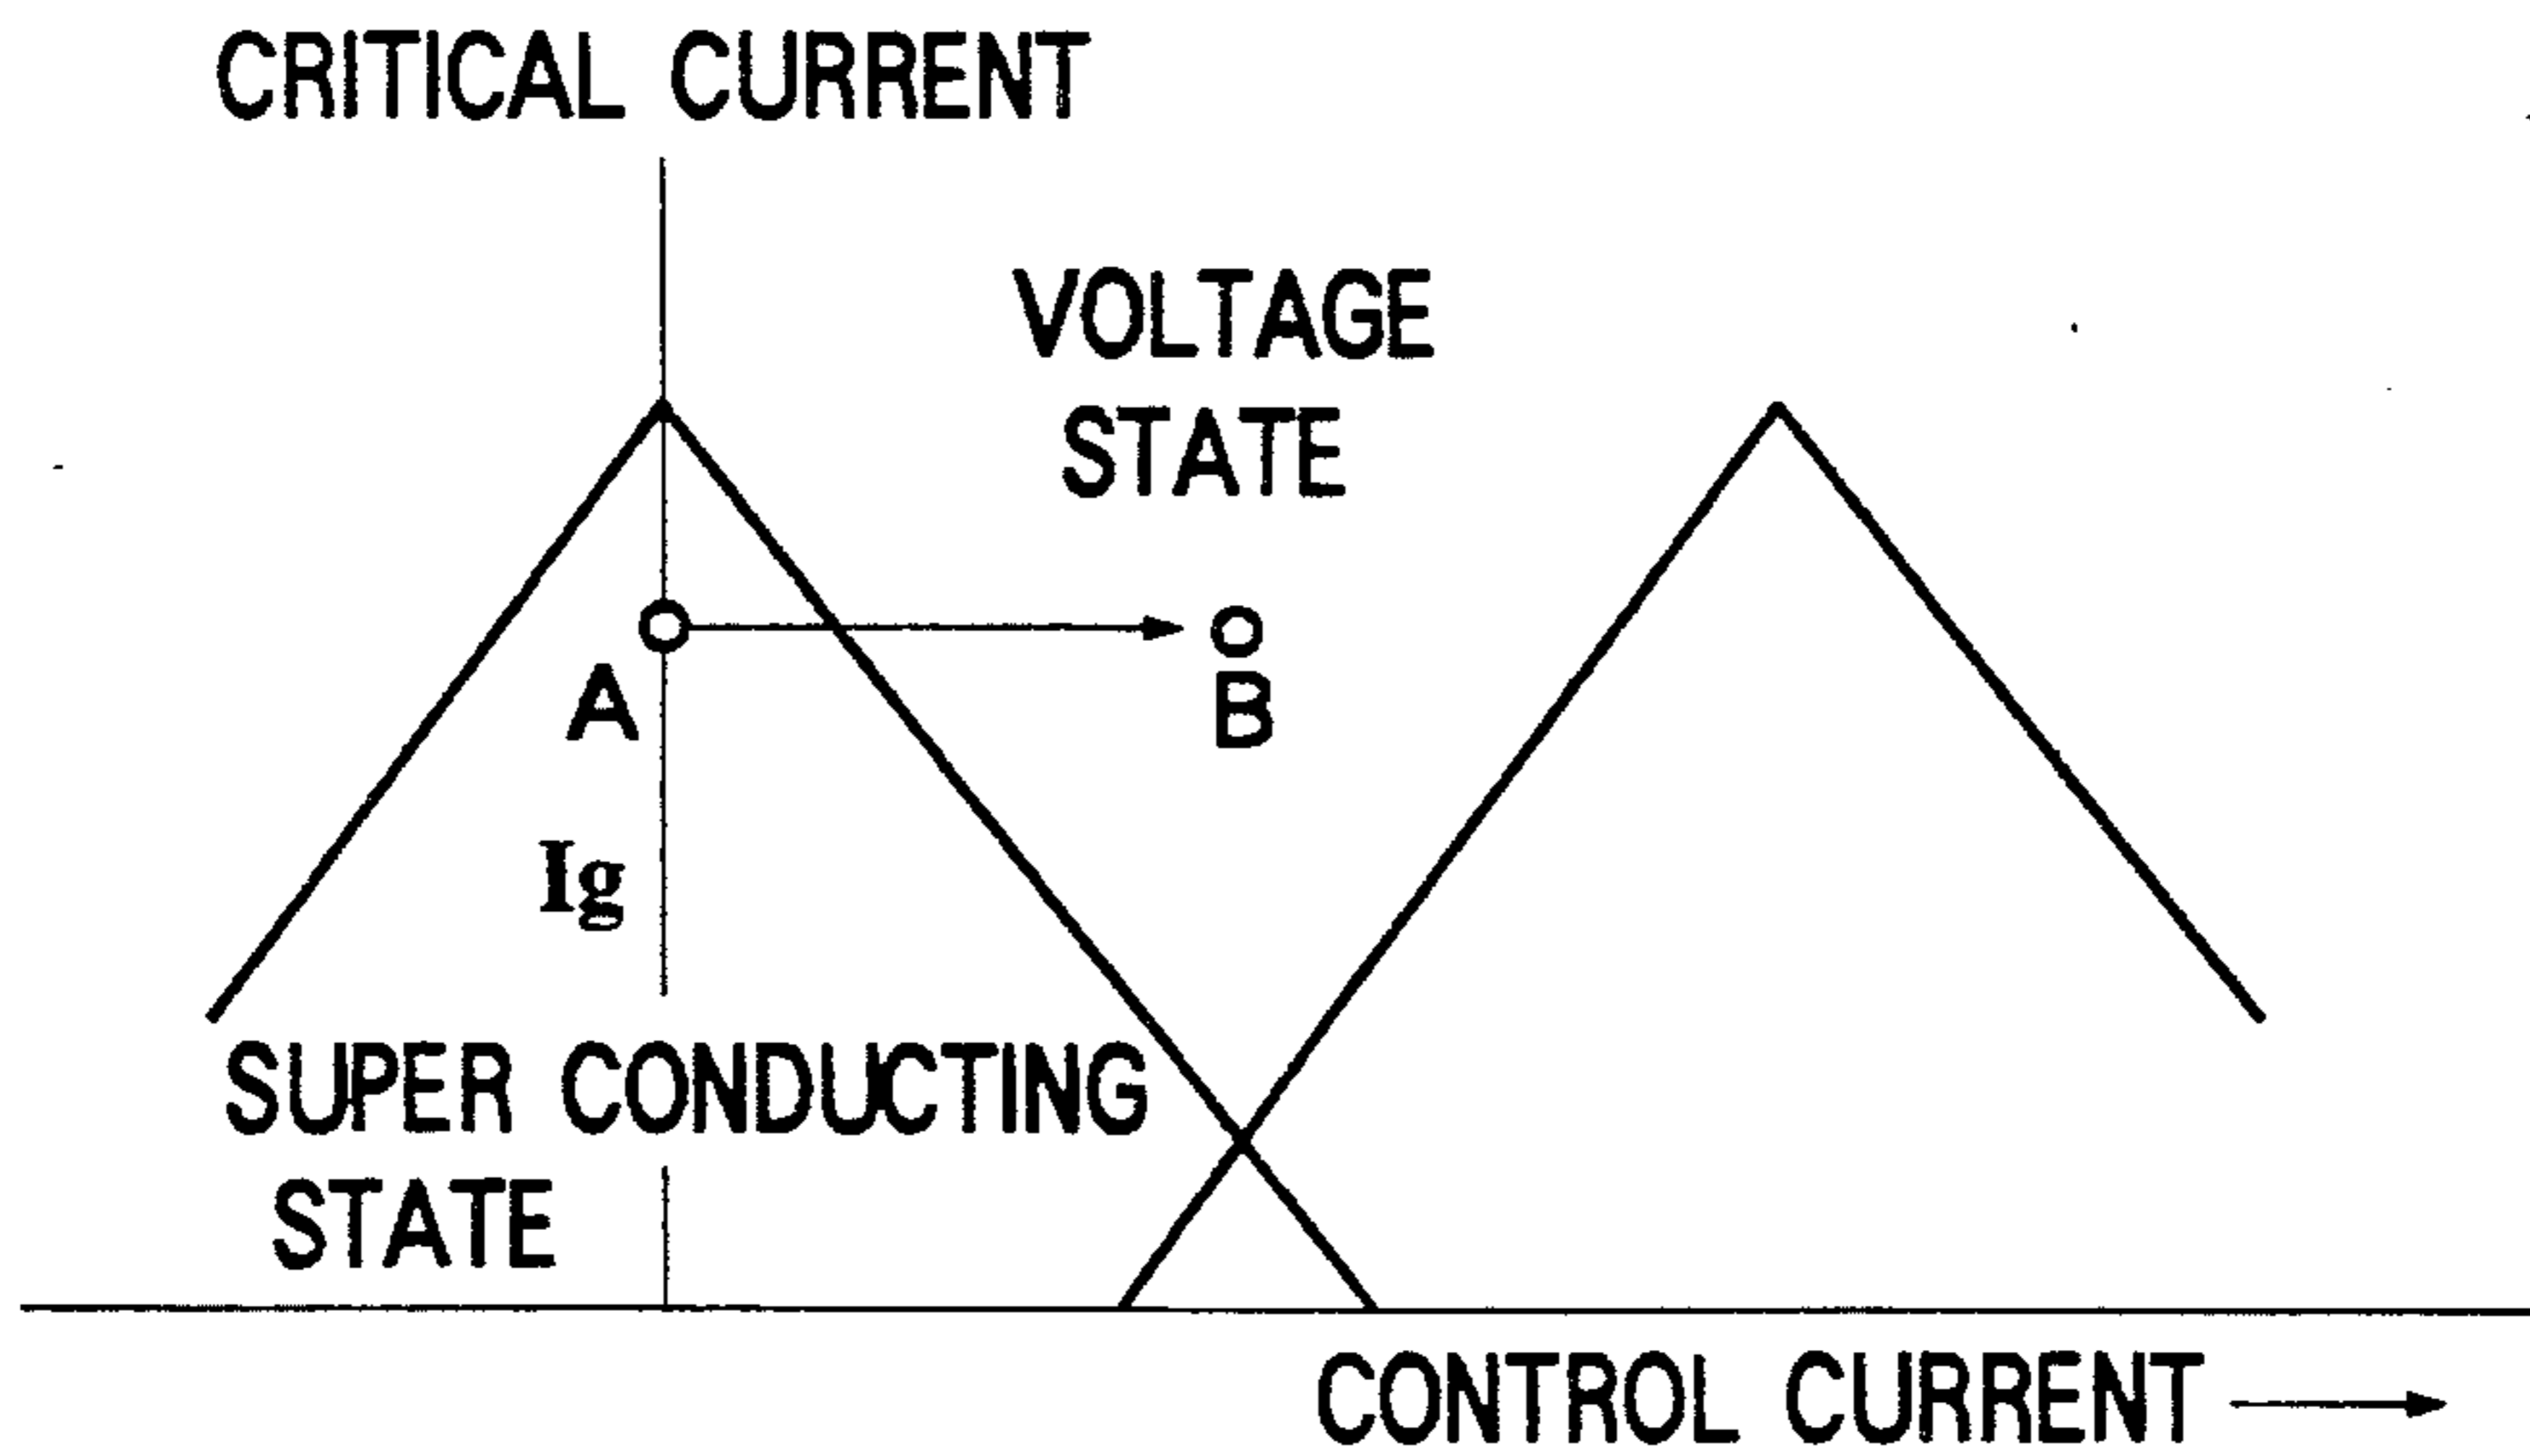 CRITICAL CURRENT
VOLTAGE
STATE
A
B
Ig
SUPER CONDUCTING
STATE
CONTROL CURRENT